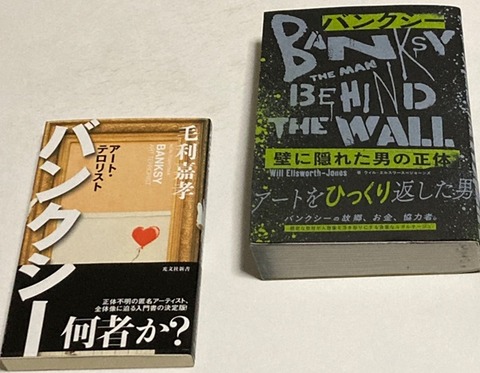 毛利嘉孝
BANKSY
ART TERRORIST
アート・
テロリスト
バンクシー
光文社新書
正体不明の匿名アーティスト、
全体像に迫る入門書の決定版!
何者か?
バンクシー
BANKSY
THE MAN
BEHIND
THE WALL
壁に隠れた男の正体
Will Ellsworth-Jones
アートをひっくり返した男
バンクシーの故郷、お金、協力者。